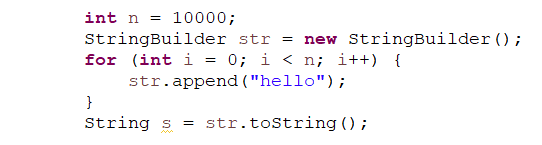 int n = 10000;
StringBuilder str = new StringBuilder();
for (int i = 0; i < n; i++) {
    str.append("hello");
}
String s = str.toString();